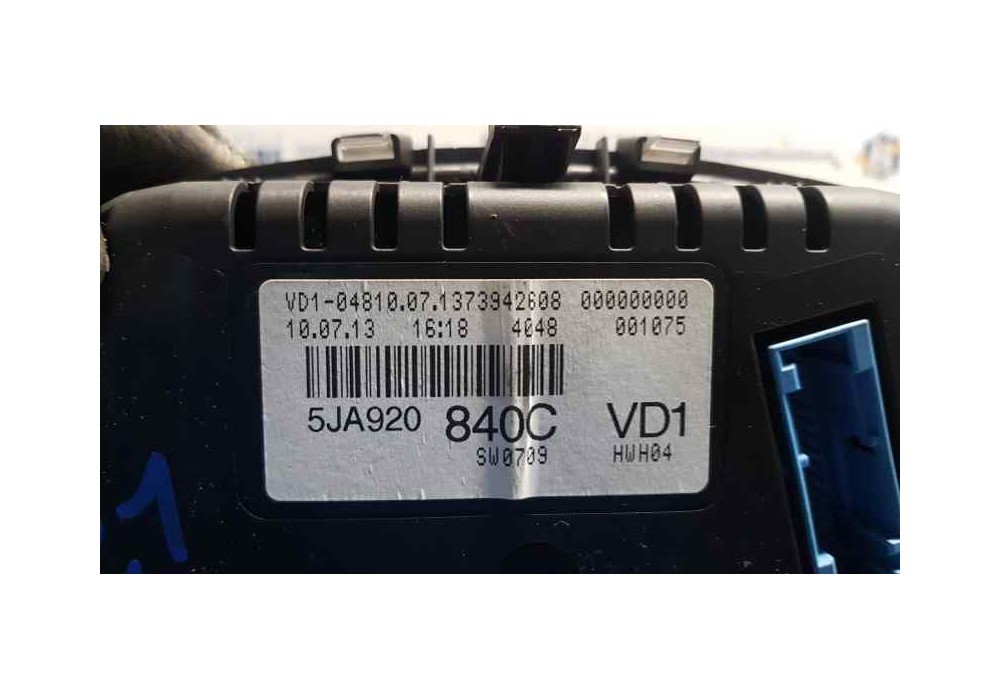 VD1-04810.07.1373942608 000000000
10.07.13 16:18 4048 001075
5JA920 840C VD1
SW0709 HWH04